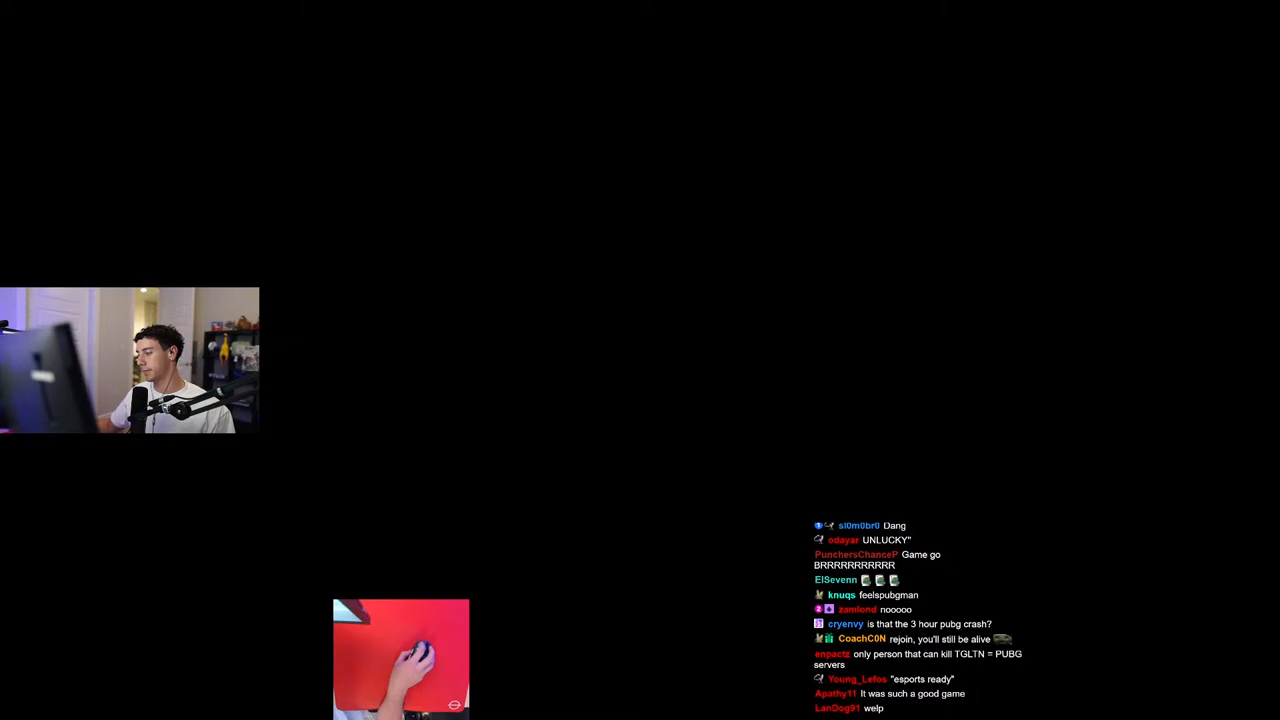 sl0m0br0 Dang
odayar UNLUCKY"
PunchersChanceP Game go
BRRRRRRRRRRR
ElSevenn
knuqs feelspubgman
zamlond nooooo
cryenvy is that the 3 hour pubg crash?
CoachC0N rejoin, you'll still be alive
enpactz only person that can kill TGLTN = PUBG
servers
Young_Lefos "esports ready"
Apathy11 It was such a good game
LanDog91 welp